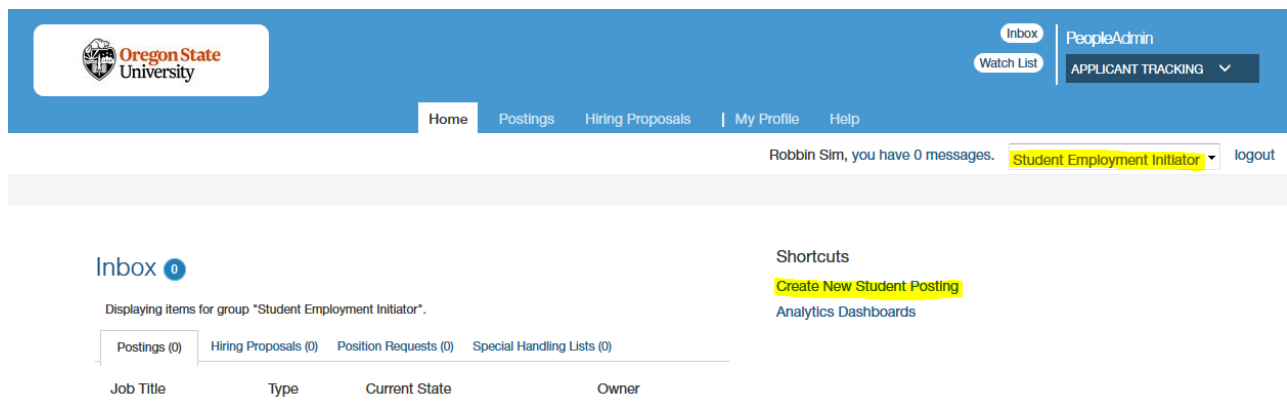 Oregon State
University
Inbox
Watch List
PeopleAdmin
APPLICANT TRACKING
Home Postings Hiring Proposals | My Profile Help
Robbin Sim, you have 0 messages. Student Employment Initiator logout
Inbox 0
Displaying items for group "Student Employment Initiator".
Postings (0) Hiring Proposals (0) Position Requests (0) Special Handling Lists (0)
Job Title Type Current State Owner
Shortcuts
Create New Student Posting
Analytics Dashboards